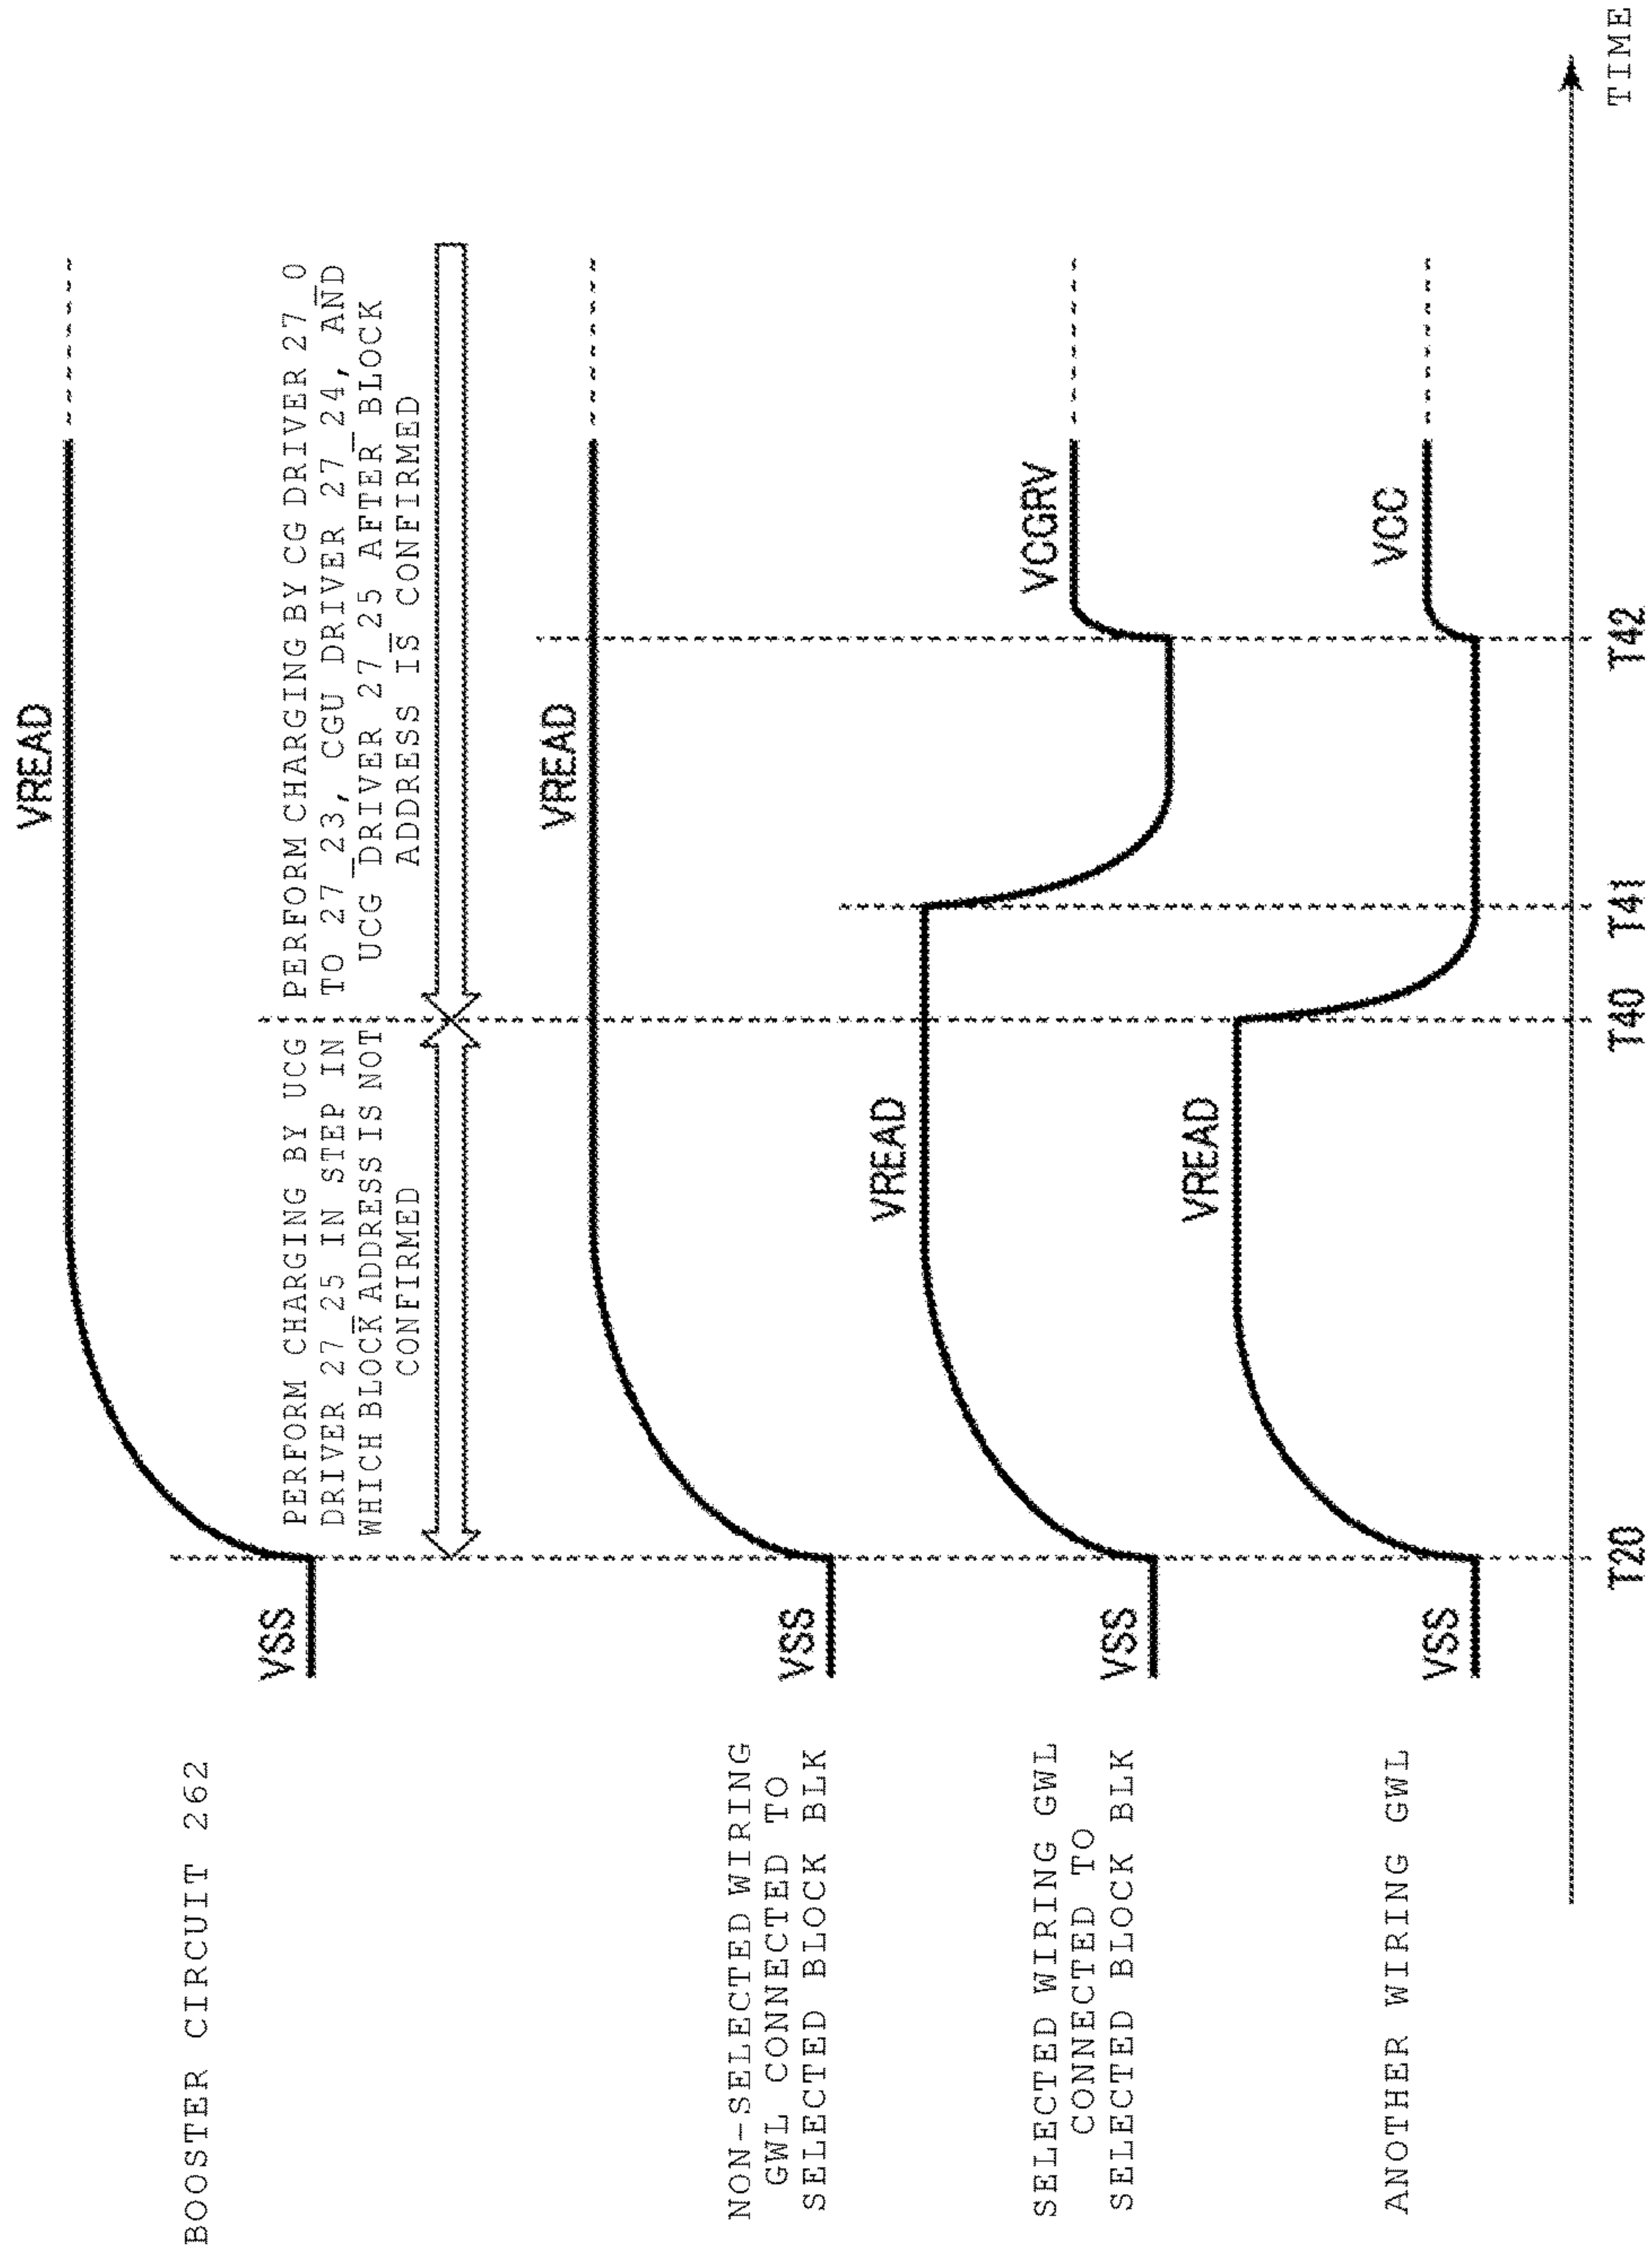 BOOSTER CIRCUIT 262
VSS
VREAD
PERFORM CHARGING BY UCG
DRIVER 27_25 IN STEP IN
WHICH BLOCK ADDRESS IS NOT
CONFIRMED
PERFORM CHARGING BY CG DRIVER 27_0
TO 27_23, CGU DRIVER 27_24, AND
UCG DRIVER 27_25 AFTER BLOCK
ADDRESS IS CONFIRMED
NON-SELECTED WIRING
GWL CONNECTED TO
SELECTED BLOCK BLK
VSS
VREAD
SELECTED WIRING GWL
CONNECTED TO
SELECTED BLOCK BLK
VSS
VREAD
VCGRV
ANOTHER WIRING GWL
VSS
VREAD
VCC
T20
T40
T41
T42
TIME